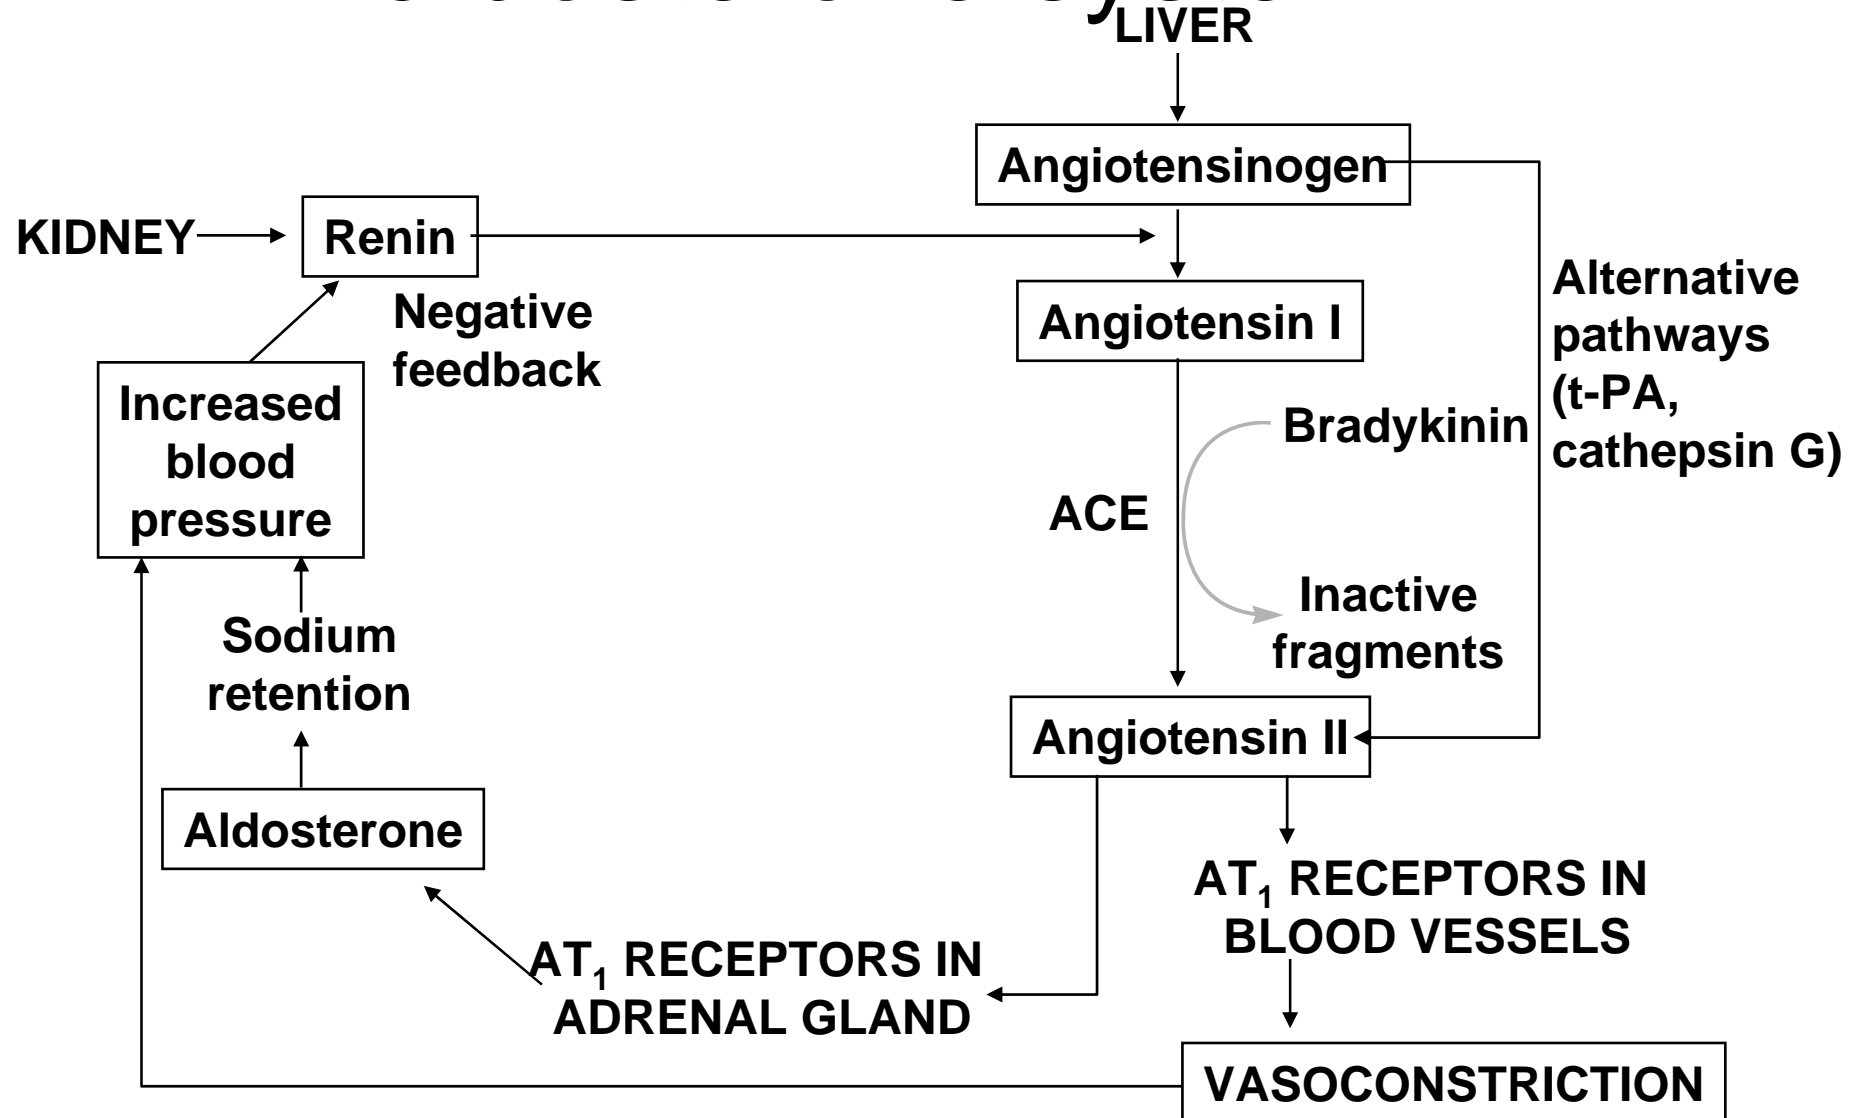 LIVER
Angiotensinogen
KIDNEY
Renin
Negative
feedback
Angiotensin I
Alternative
pathways
(t-PA,
cathepsin G)
Increased
blood
pressure
Bradykinin
ACE
Inactive
fragments
Sodium
retention
Angiotensin II
Aldosterone
AT₁ RECEPTORS IN
BLOOD VESSELS
AT₁ RECEPTORS IN
ADRENAL GLAND
VASOCONSTRICTION